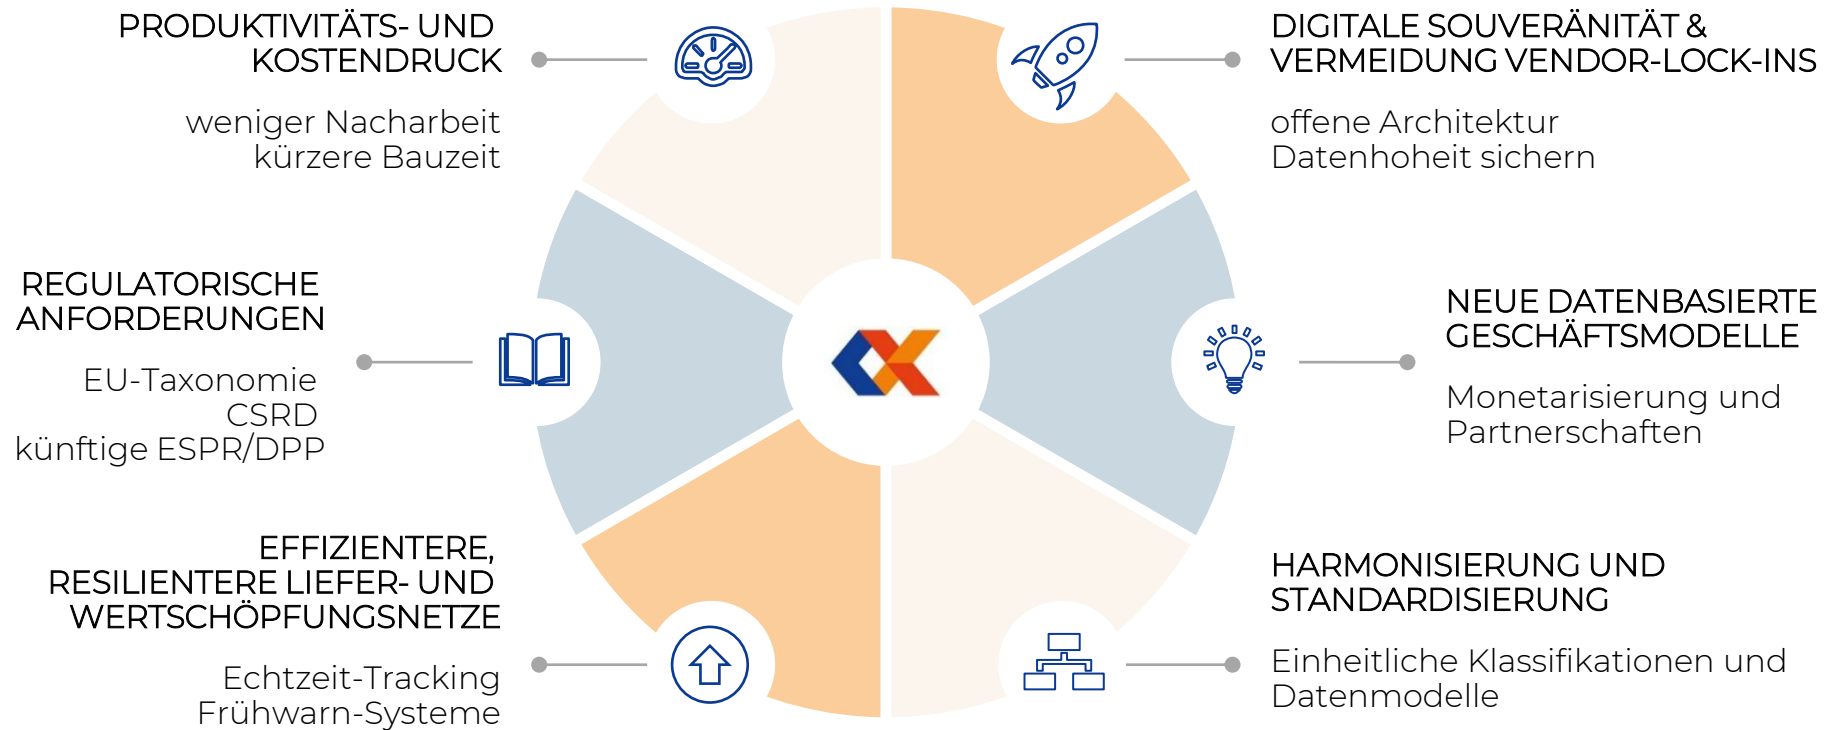 PRODUKTIVITÄTS- UND
KOSTENDRUCK
weniger Nacharbeit
kürzere Bauzeit
REGULATORISCHE
ANFORDERUNGEN
EU-Taxonomie
CSRD
künftige ESPR/DPP
EFFIZIENTERE,
RESILIENTERE LIEFER- UND
WERTSCHÖPFUNGSNETZE
Echtzeit-Tracking
Frühwarn-Systeme
DIGITALE SOUVERÄNITÄT &
VERMEIDUNG VENDOR-LOCK-INS
offene Architektur
Datenhoheit sichern
NEUE DATENBASIERTE
GESCHÄFTSMODELLE
Monetarisierung und
Partnerschaften
HARMONISIERUNG UND
STANDARDISIERUNG
Einheitliche Klassifikationen und
Datenmodelle